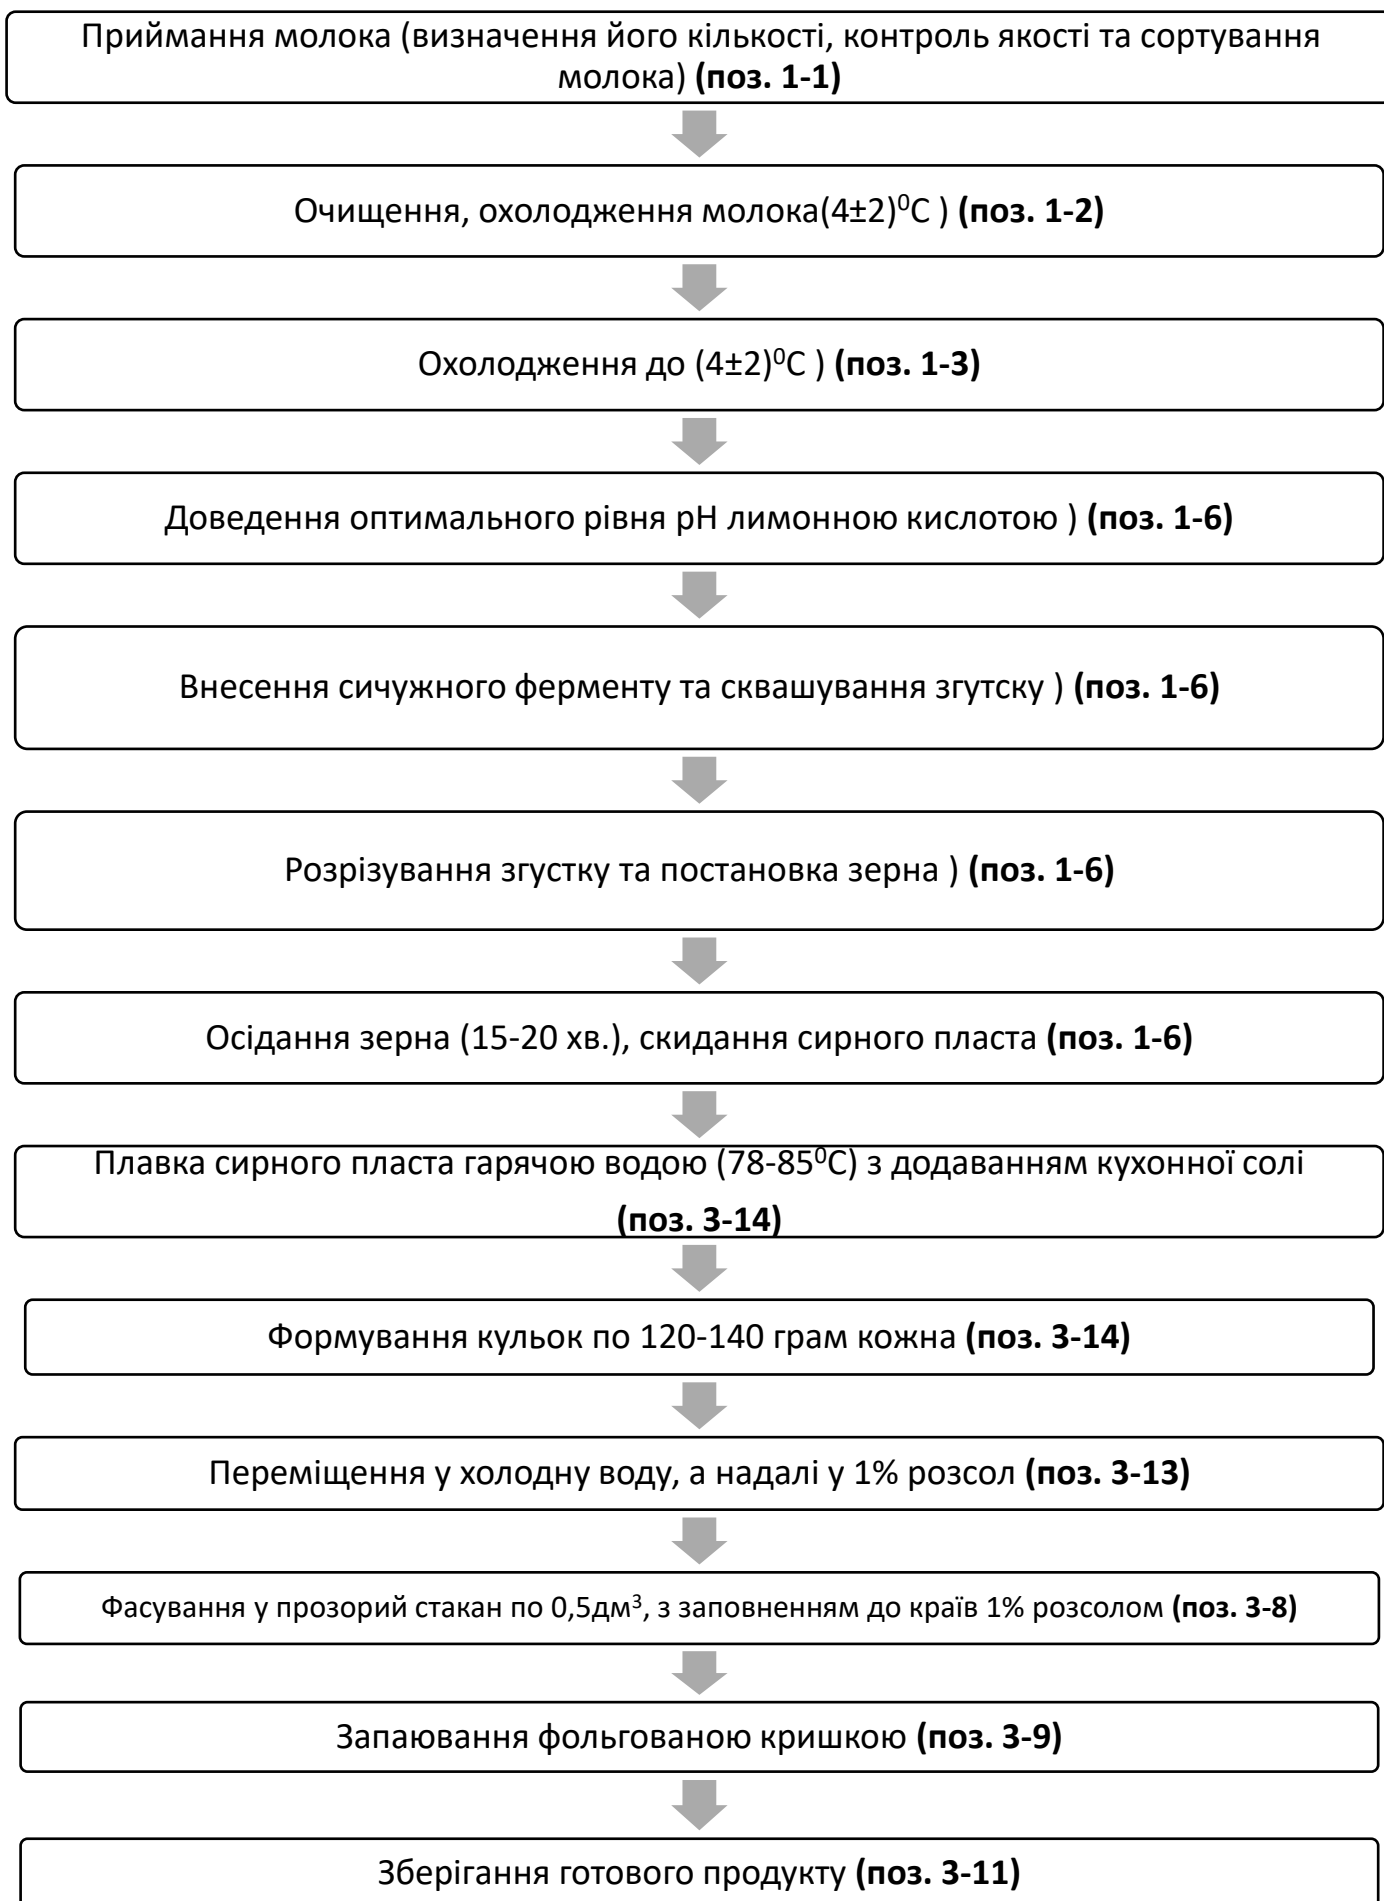 Приймання молока (визначення його кількості, контроль якості та сортування
молока) (поз. 1-1)
Очищення, охолодження молока(4±2)⁰С ) (поз. 1-2)
Охолодження до (4±2)⁰С ) (поз. 1-3)
Доведення оптимального рівня рН лимонною кислотою ) (поз. 1-6)
Внесення сичужного ферменту та сквашування згутску ) (поз. 1-6)
Розрізування згустку та постановка зерна ) (поз. 1-6)
Осідання зерна (15-20 хв.), скидання сирного пласта (поз. 1-6)
Плавка сирного пласта гарячою водою (78-85⁰С) з додаванням кухонної солі
(поз. 3-14)
Формування кульок по 120-140 грам кожна (поз. 3-14)
Переміщення у холодну воду, а надалі у 1% розсол (поз. 3-13)
Фасування у прозорий стакан по 0,5дм³, з заповненням до країв 1% розсолом (поз. 3-8)
Запаювання фольгованою кришкою (поз. 3-9)
Зберігання готового продукту (поз. 3-11)